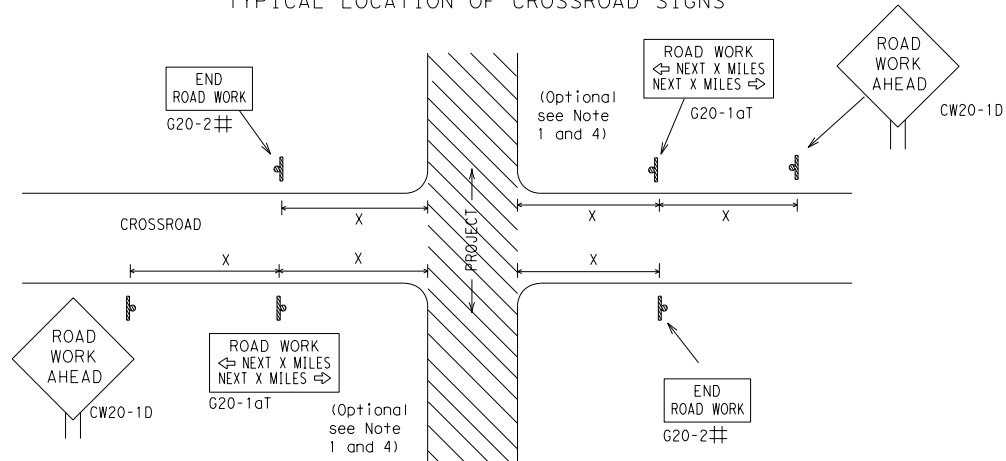 TYPICAL LOCATION OF CROSSROAD SIGNS
END
ROAD WORK
G20-2#
ROAD WORK
⇦ NEXT X MILES
NEXT X MILES ⇨
G20-1aT
(Optional
see Note
1 and 4)
ROAD
WORK
AHEAD
CW20-1D
X
X
X
CROSSROAD
PROJECT
X
X
X
ROAD
WORK
AHEAD
CW20-1D
ROAD WORK
⇦ NEXT X MILES
NEXT X MILES ⇨
G20-1aT
(Optional
see Note
1 and 4)
END
ROAD WORK
G20-2#